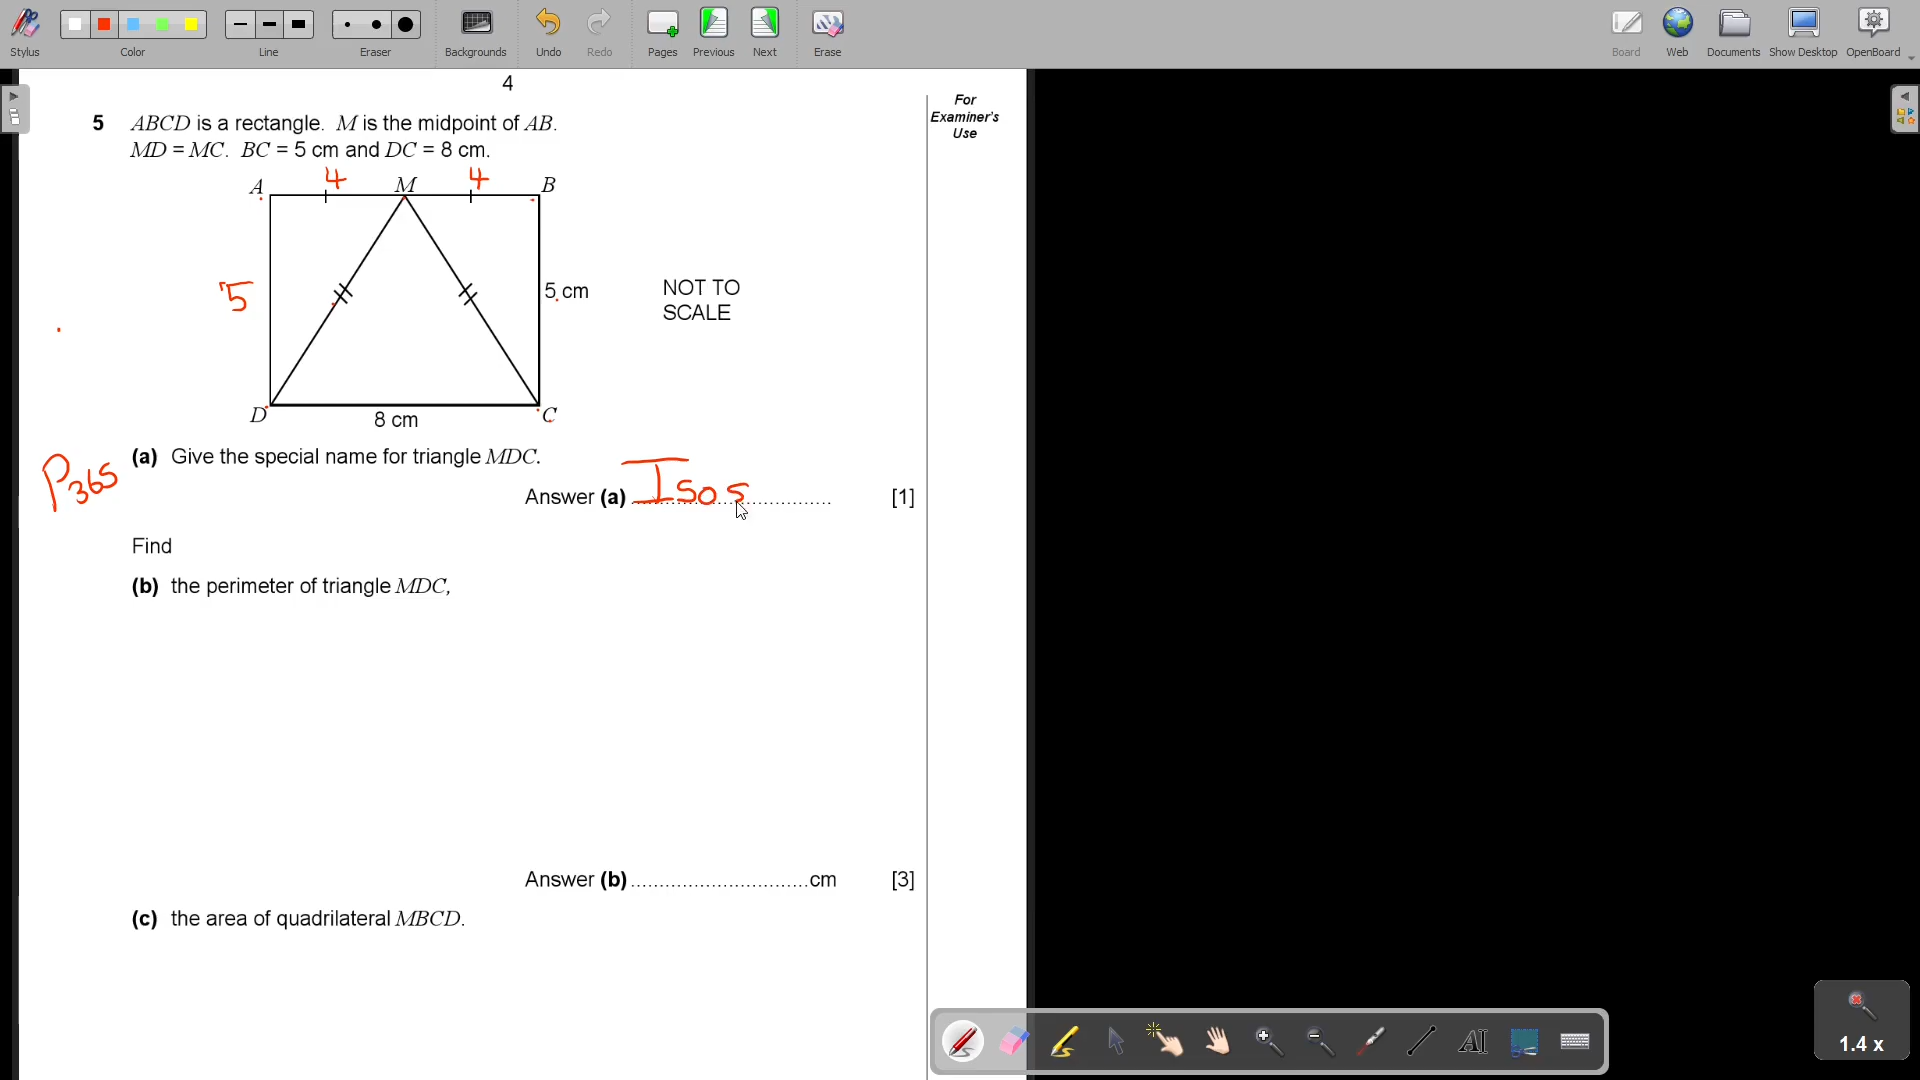 Stylus Color Line Eraser Backgrounds Undo Redo Pages Previous Next Erase Board Web Documents Show Desktop OpenBoard
4
For
Examiner's
Use
5 ABCD is a rectangle. M is the midpoint of AB.
MD = MC. BC = 5 cm and DC = 8 cm.
4 4
A M B
5 5 cm
NOT TO
SCALE
D 8 cm C
P365
(a) Give the special name for triangle MDC.
Answer (a) Isos [1]
Find
(b) the perimeter of triangle MDC,
Answer (b) ...............................cm [3]
(c) the area of quadrilateral MBCD.
AI
1.4 x